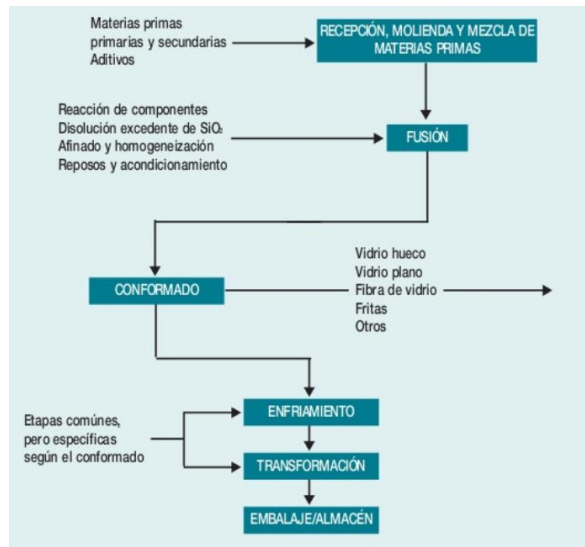 Materias primas
primarias y secundarias
Aditivos
RECEPCIÓN, MOLIENDA Y MEZCLA DE
MATERIAS PRIMAS
Reacción de componentes
Disolución excedente de SiO₂
Afinado y homogeneización
Reposos y acondicionamiento
FUSIÓN
CONFORMADO
Vidrio hueco
Vidrio plano
Fibra de vidrio
Fritas
Otros
Etapas comúnes,
pero específicas
según el conformado
ENFRIAMIENTO
TRANSFORMACIÓN
EMBALAJE/ALMACÉN